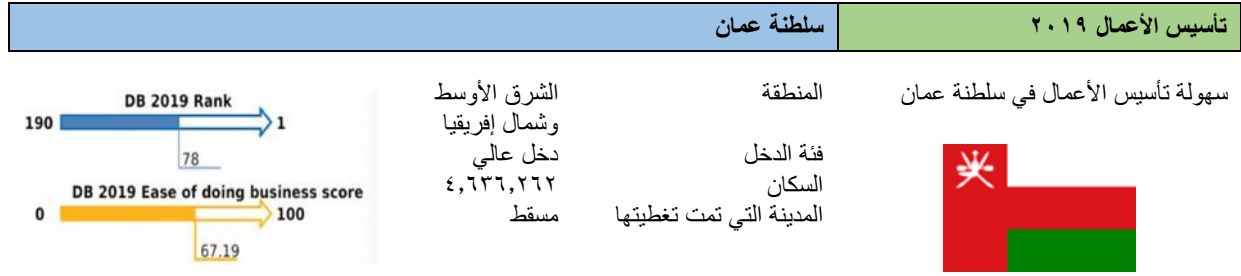 تأسيس الأعمال ٢٠١٩
سلطنة عمان
سهولة تأسيس الأعمال في سلطنة عمان
المنطقة
الشرق الأوسط
وشمال إفريقيا
فئة الدخل
دخل عالي
السكان
٤,٦٣٦,٢٦٢
المدينة التي تمت تغطيتها
مسقط
DB 2019 Rank
190
1
78
DB 2019 Ease of doing business score
0
100
67.19